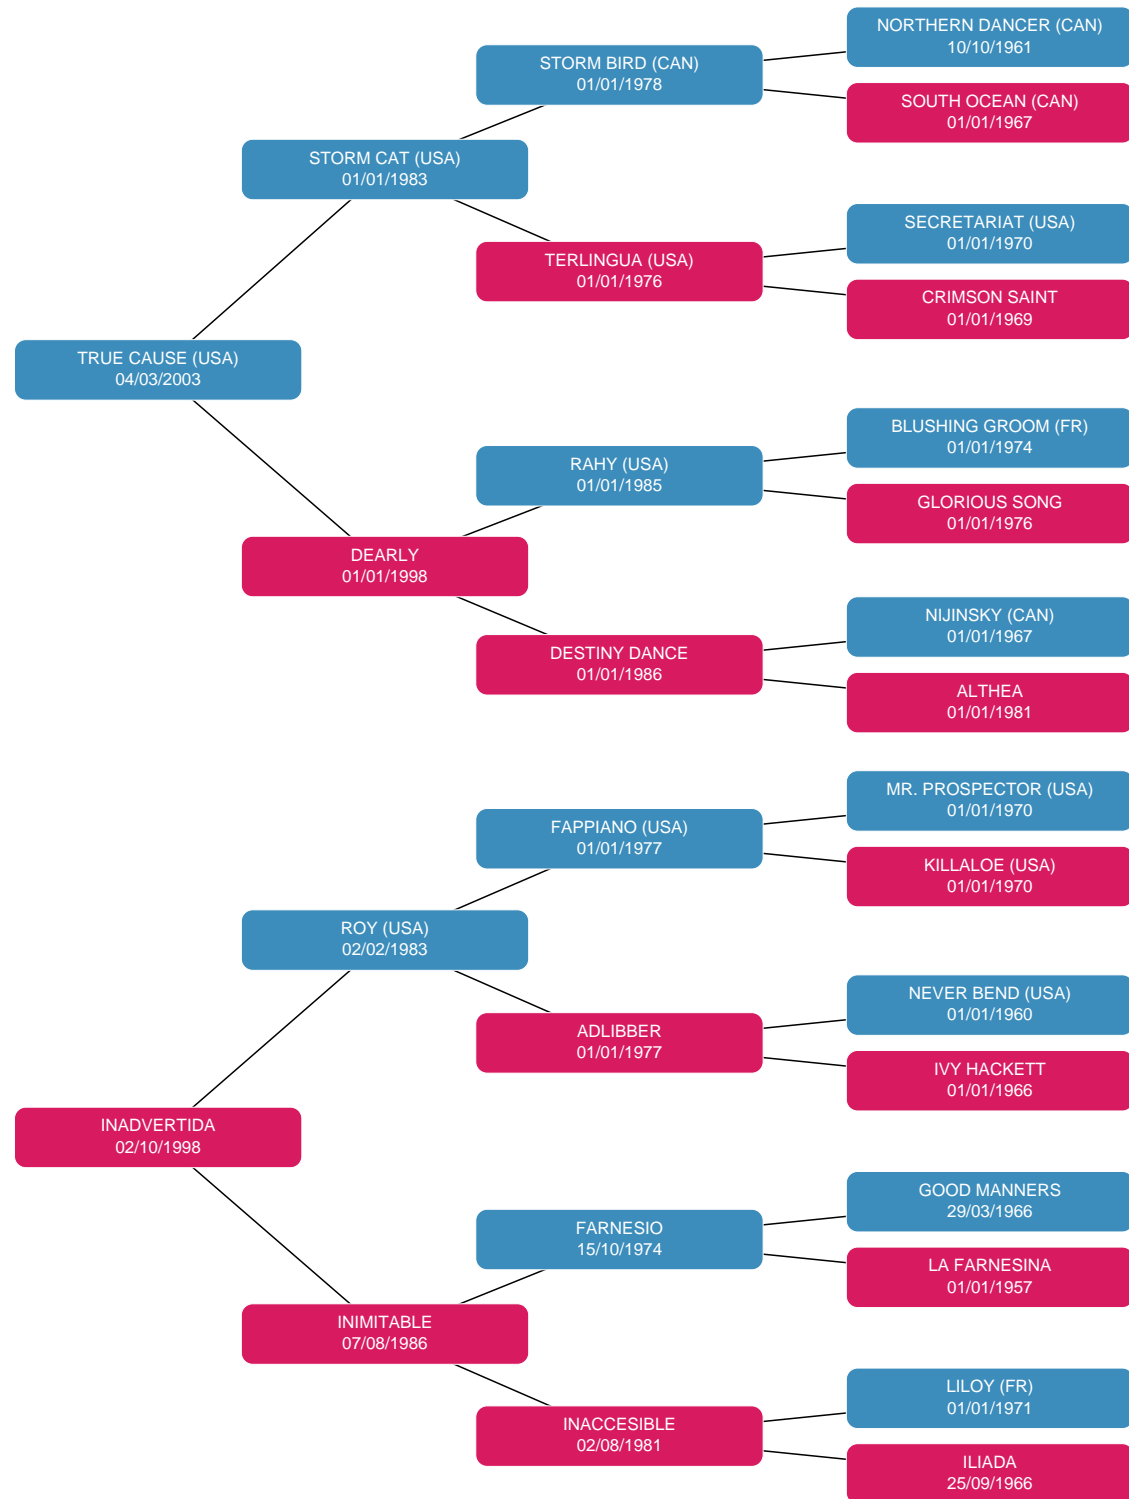 NORTHERN DANCER (CAN)
10/10/1961
STORM BIRD (CAN)
01/01/1978
SOUTH OCEAN (CAN)
01/01/1967
STORM CAT (USA)
01/01/1983
SECRETARIAT (USA)
01/01/1970
TERLINGUA (USA)
01/01/1976
CRIMSON SAINT
01/01/1969
TRUE CAUSE (USA)
04/03/2003
BLUSHING GROOM (FR)
01/01/1974
RAHY (USA)
01/01/1985
GLORIOUS SONG
01/01/1976
DEARLY
01/01/1998
NIJINSKY (CAN)
01/01/1967
DESTINY DANCE
01/01/1986
ALTHEA
01/01/1981
MR. PROSPECTOR (USA)
01/01/1970
FAPPIANO (USA)
01/01/1977
KILLALOE (USA)
01/01/1970
ROY (USA)
02/02/1983
NEVER BEND (USA)
01/01/1960
ADLIBBER
01/01/1977
IVY HACKETT
01/01/1966
INADVERTIDA
02/10/1998
GOOD MANNERS
29/03/1966
FARNESIO
15/10/1974
LA FARNESINA
01/01/1957
INIMITABLE
07/08/1986
LILOY (FR)
01/01/1971
INACCESIBLE
02/08/1981
ILIADA
25/09/1966